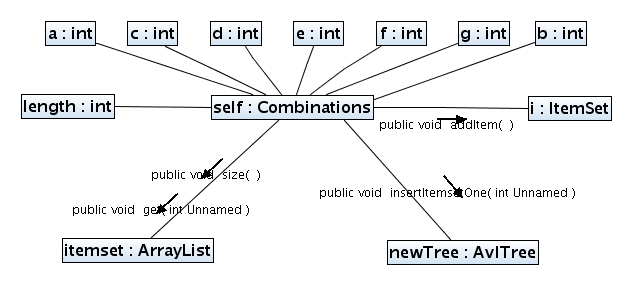 a : int c : int d : int e : int f : int g : int b : int
length : int self : Combinations i : ItemSet
public void addItem( )
public void size( )
public void insertItemsetOne( int Unnamed )
public void get( int Unnamed )
itemset : ArrayList newTree : AvlTree